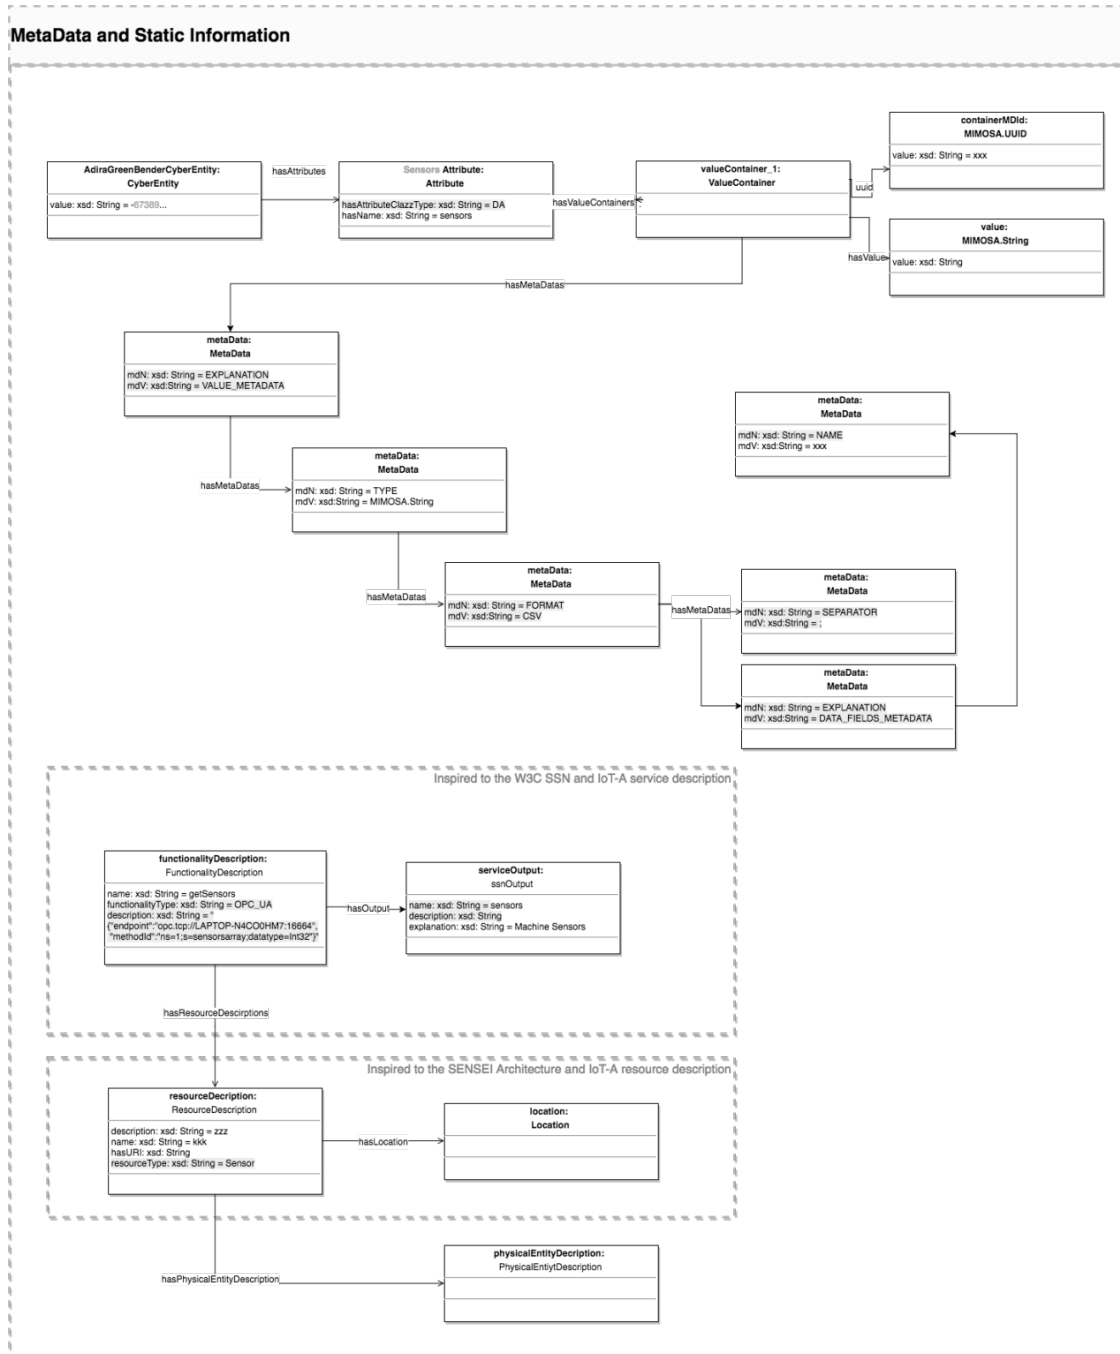 MetaData and Static Information
AdiraGreenBenderCyberEntity:
CyberEntity
value: xsd: String = -67389...
hasAttributes
Sensors Attribute:
Attribute
hasAttributeClazzType: xsd: String = DA
hasName: xsd: String = sensors
hasValueContainers
valueContainer_1:
ValueContainer
uuid
containerMDId:
MIMOSA.UUID
value: xsd: String = xxx
hasValue
value:
MIMOSA.String
value: xsd: String
hasMetaDatas
metaData:
MetaData
mdN: xsd: String = EXPLANATION
mdV: xsd:String = VALUE_METADATA
hasMetaDatas
metaData:
MetaData
mdN: xsd: String = NAME
mdV: xsd:String = xxx
metaData:
MetaData
mdN: xsd: String = TYPE
mdV: xsd:String = MIMOSA.String
hasMetaDatas
metaData:
MetaData
mdN: xsd: String = FORMAT
mdV: xsd:String = CSV
hasMetaDatas
metaData:
MetaData
mdN: xsd: String = SEPARATOR
mdV: xsd:String = ;
metaData:
MetaData
mdN: xsd: String = EXPLANATION
mdV: xsd:String = DATA_FIELDS_METADATA
Inspired to the W3C SSN and IoT-A service description
functionalityDescription:
FunctionalityDescription
name: xsd: String = getSensors
functionalityType: xsd: String = OPC_UA
description: xsd: String = "
{"endpoint":"opc.tcp://LAPTOP-N4CO0HM7:16664",
"methodId":"ns=1;s=sensorsarray;datatype=Int32"}"
hasOutput
serviceOutput:
ssnOutput
name: xsd: String = sensors
description: xsd: String
explanation: xsd: String = Machine Sensors
hasResourceDescirptions
Inspired to the SENSEI Architecture and IoT-A resource description
resourceDecription:
ResourceDescription
description: xsd: String = zzz
name: xsd: String = kkk
hasURI: xsd: String
resourceType: xsd: String = Sensor
hasLocation
location:
Location
hasPhysicalEntityDescription
physicalEntityDecription:
PhysicalEntiytDescription